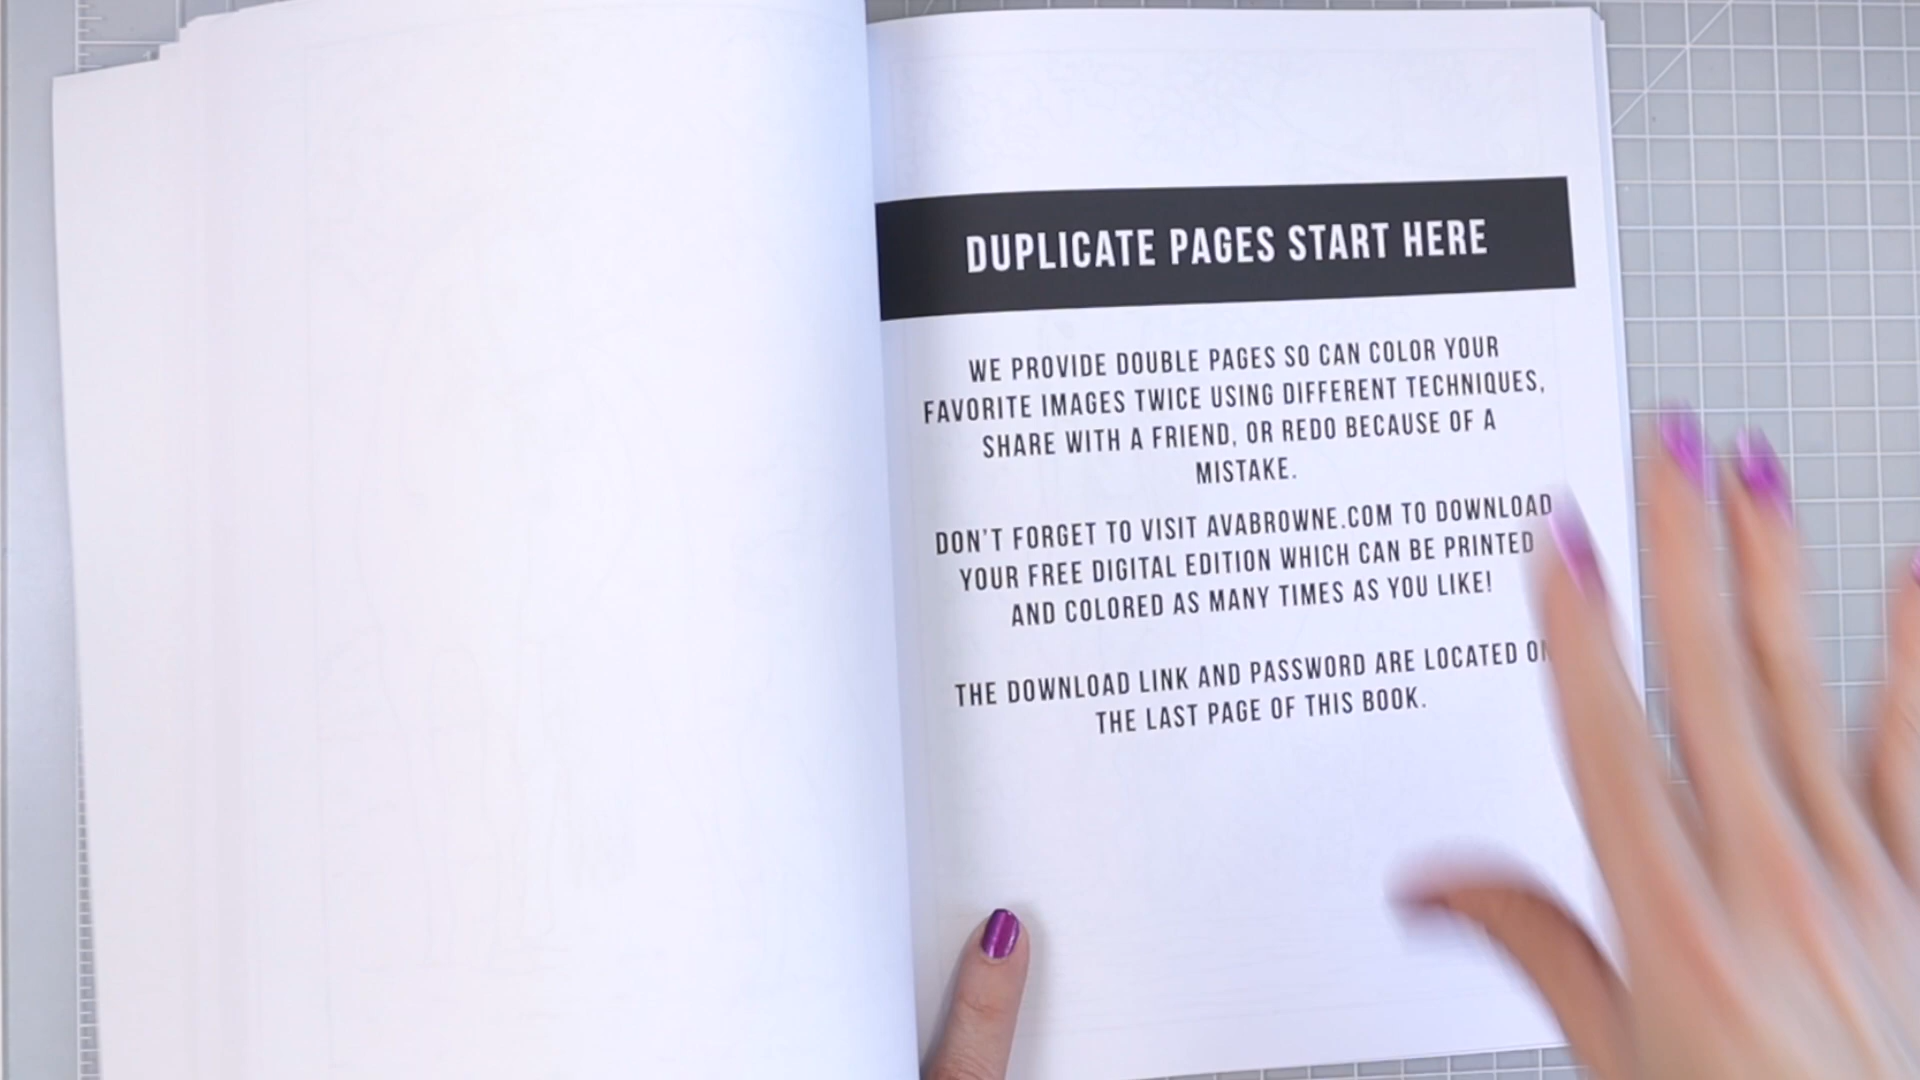 DUPLICATE PAGES START HERE
WE PROVIDE DOUBLE PAGES SO CAN COLOR YOUR
FAVORITE IMAGES TWICE USING DIFFERENT TECHNIQUES,
SHARE WITH A FRIEND, OR REDO BECAUSE OF A
MISTAKE.
DON'T FORGET TO VISIT AVABROWNE.COM TO DOWNLOAD
YOUR FREE DIGITAL EDITION WHICH CAN BE PRINTED
AND COLORED AS MANY TIMES AS YOU LIKE!
THE DOWNLOAD LINK AND PASSWORD ARE LOCATED ON
THE LAST PAGE OF THIS BOOK.